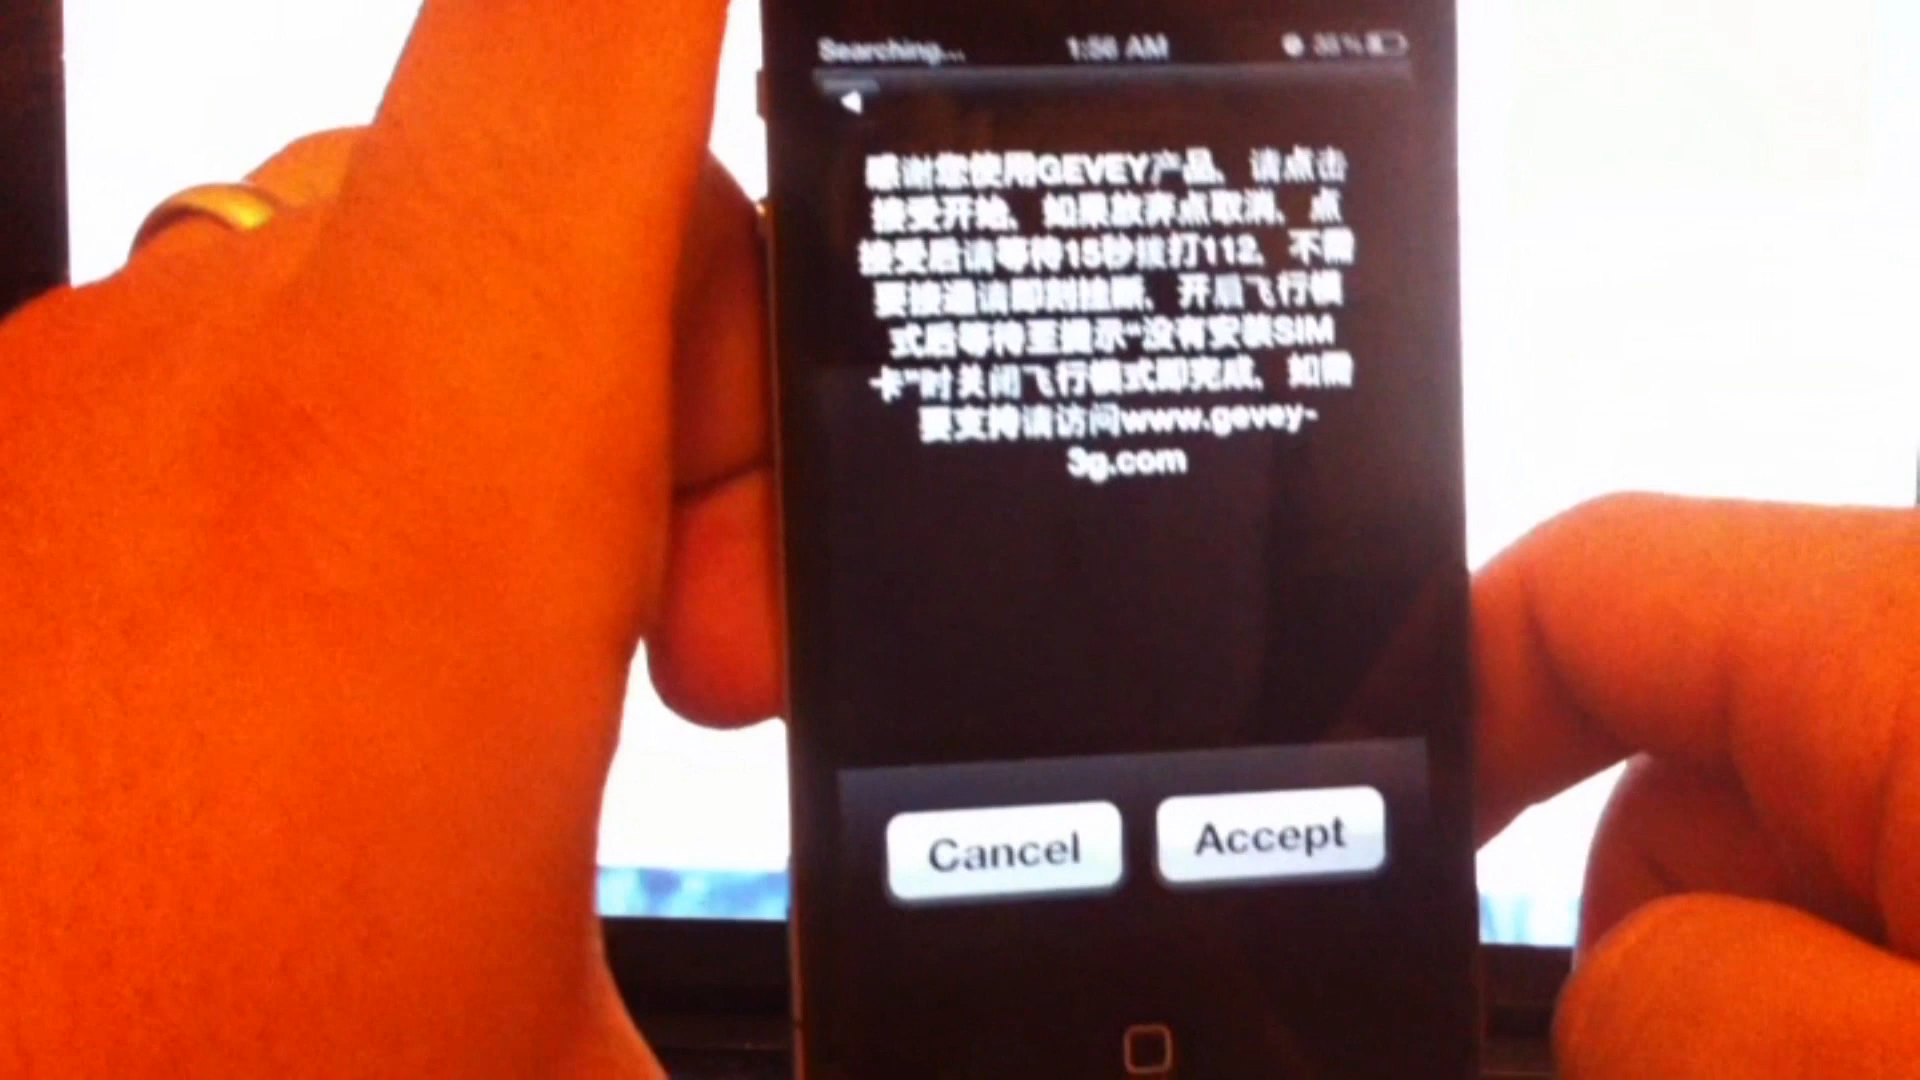 Searching... 1:56 AM 38%
感谢您使用GEVEY产品、请点击
接受开始、如果放弃点取消、点
接受后请等待15秒拨打112、不需
要接通请即刻挂断、开启飞行模
式后等待至提示“没有安装SIM
卡”时关闭飞行模式即完成、如需
要支持请访问www.gevey-
3g.com
Cancel Accept